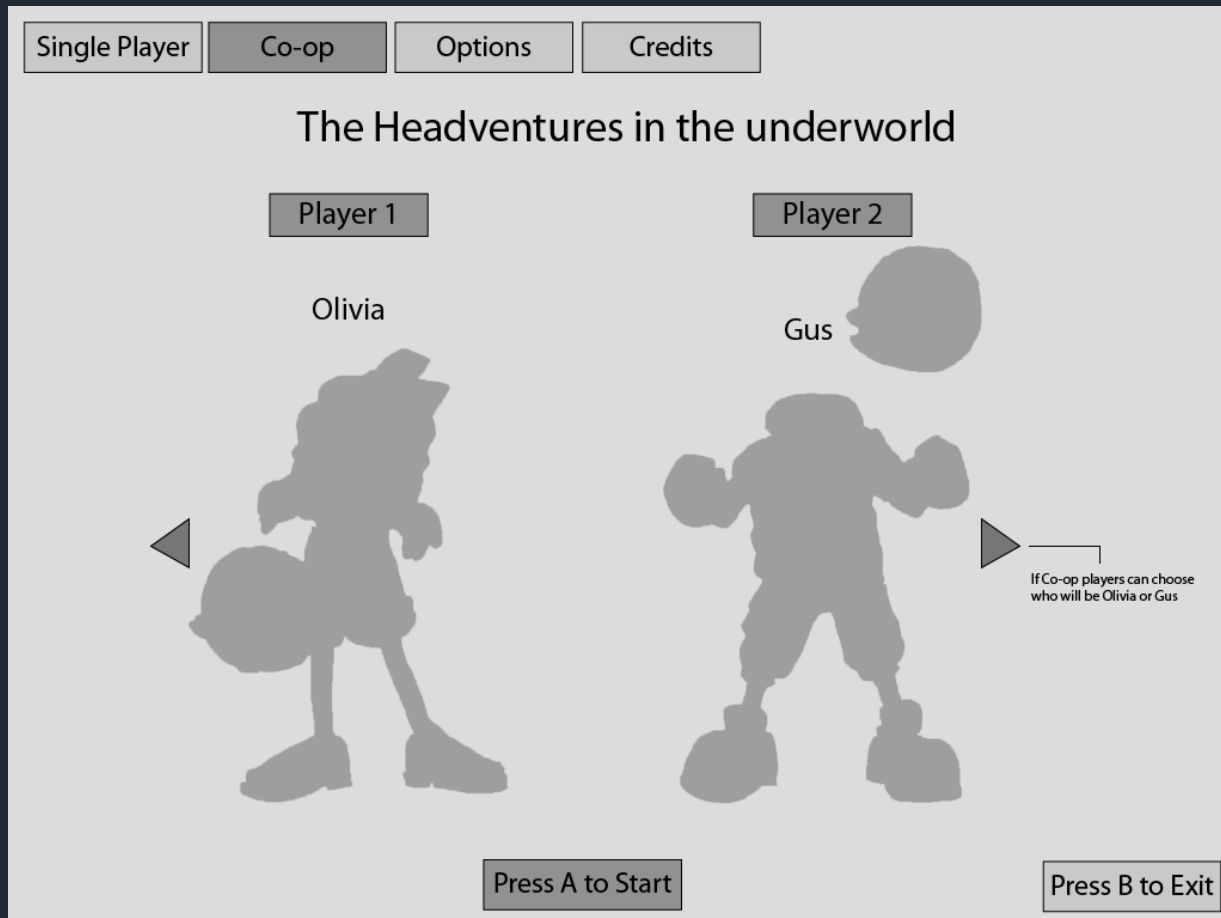 Single Player
Co-op
Options
Credits
The Headventures in the underworld
Player 1
Player 2
Olivia
Gus
If Co-op players can choose
who will be Olivia or Gus
Press A to Start
Press B to Exit